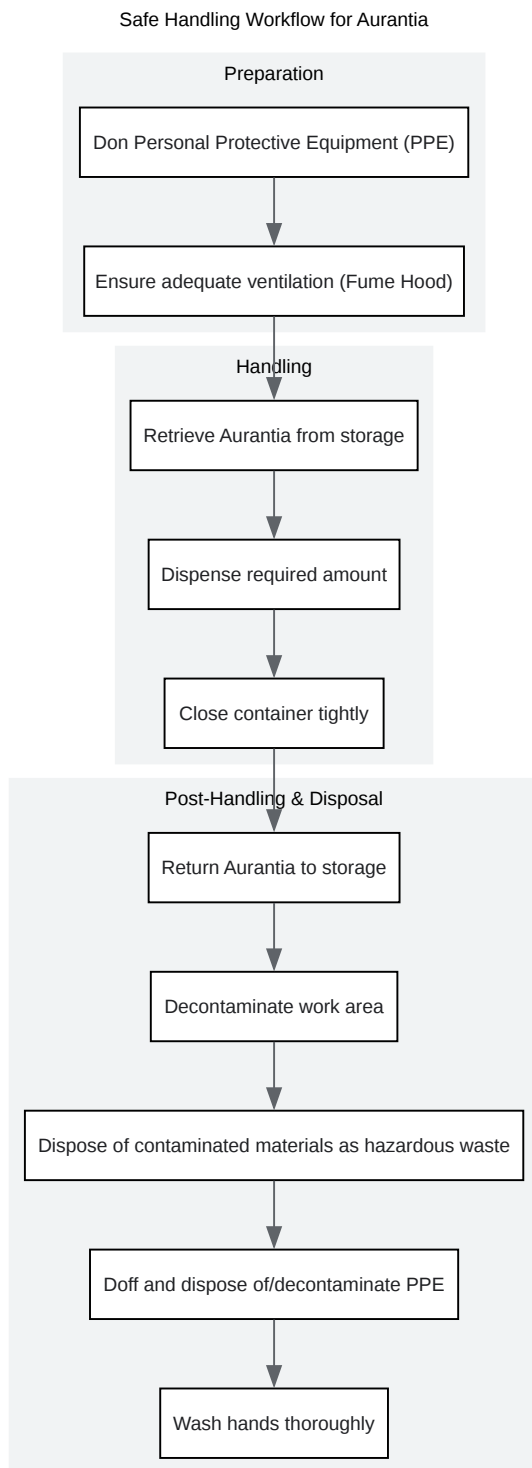 Safe Handling Workflow for Aurantia
Preparation
Don Personal Protective Equipment (PPE)
Ensure adequate ventilation (Fume Hood)
Handling
Retrieve Aurantia from storage
Dispense required amount
Close container tightly
Post-Handling & Disposal
Return Aurantia to storage
Decontaminate work area
Dispose of contaminated materials as hazardous waste
Doff and dispose of/decontaminate PPE
Wash hands thoroughly